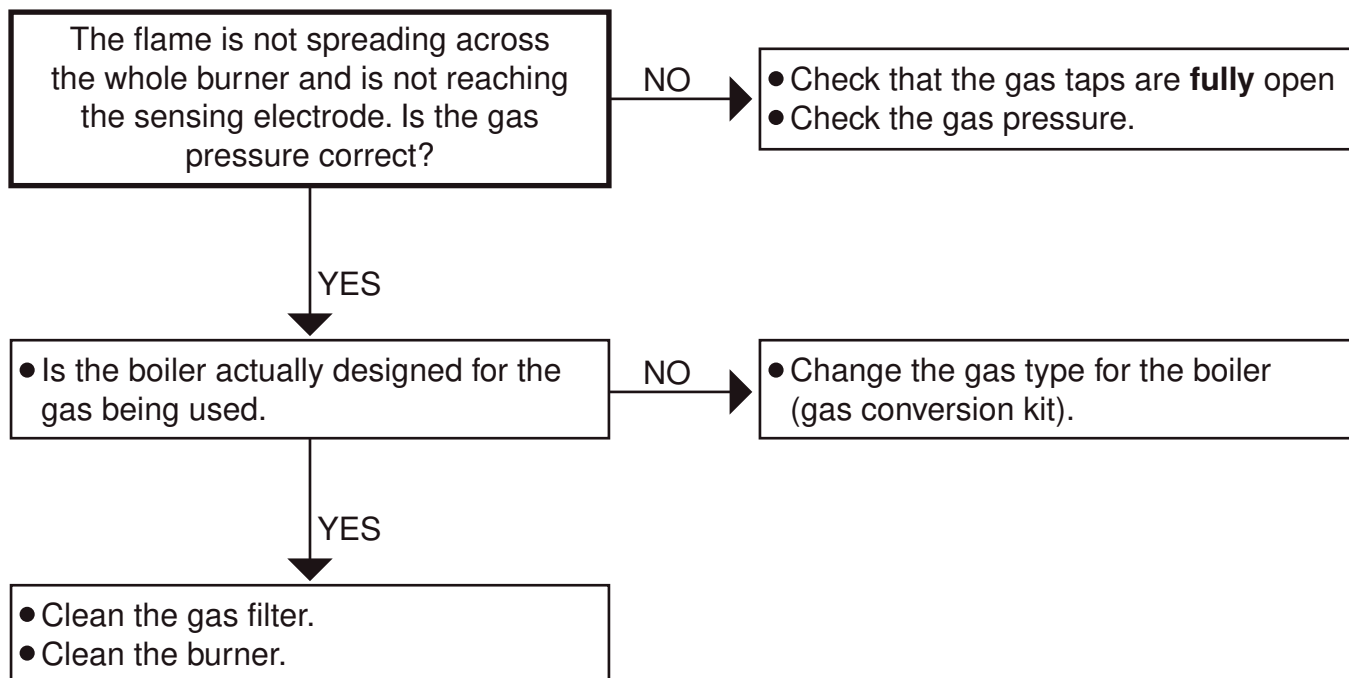 The flame is not spreading across
the whole burner and is not reaching
the sensing electrode. Is the gas
pressure correct?
NO
● Check that the gas taps are fully open
● Check the gas pressure.
YES
● Is the boiler actually designed for the
gas being used.
NO
● Change the gas type for the boiler
(gas conversion kit).
YES
● Clean the gas filter.
● Clean the burner.